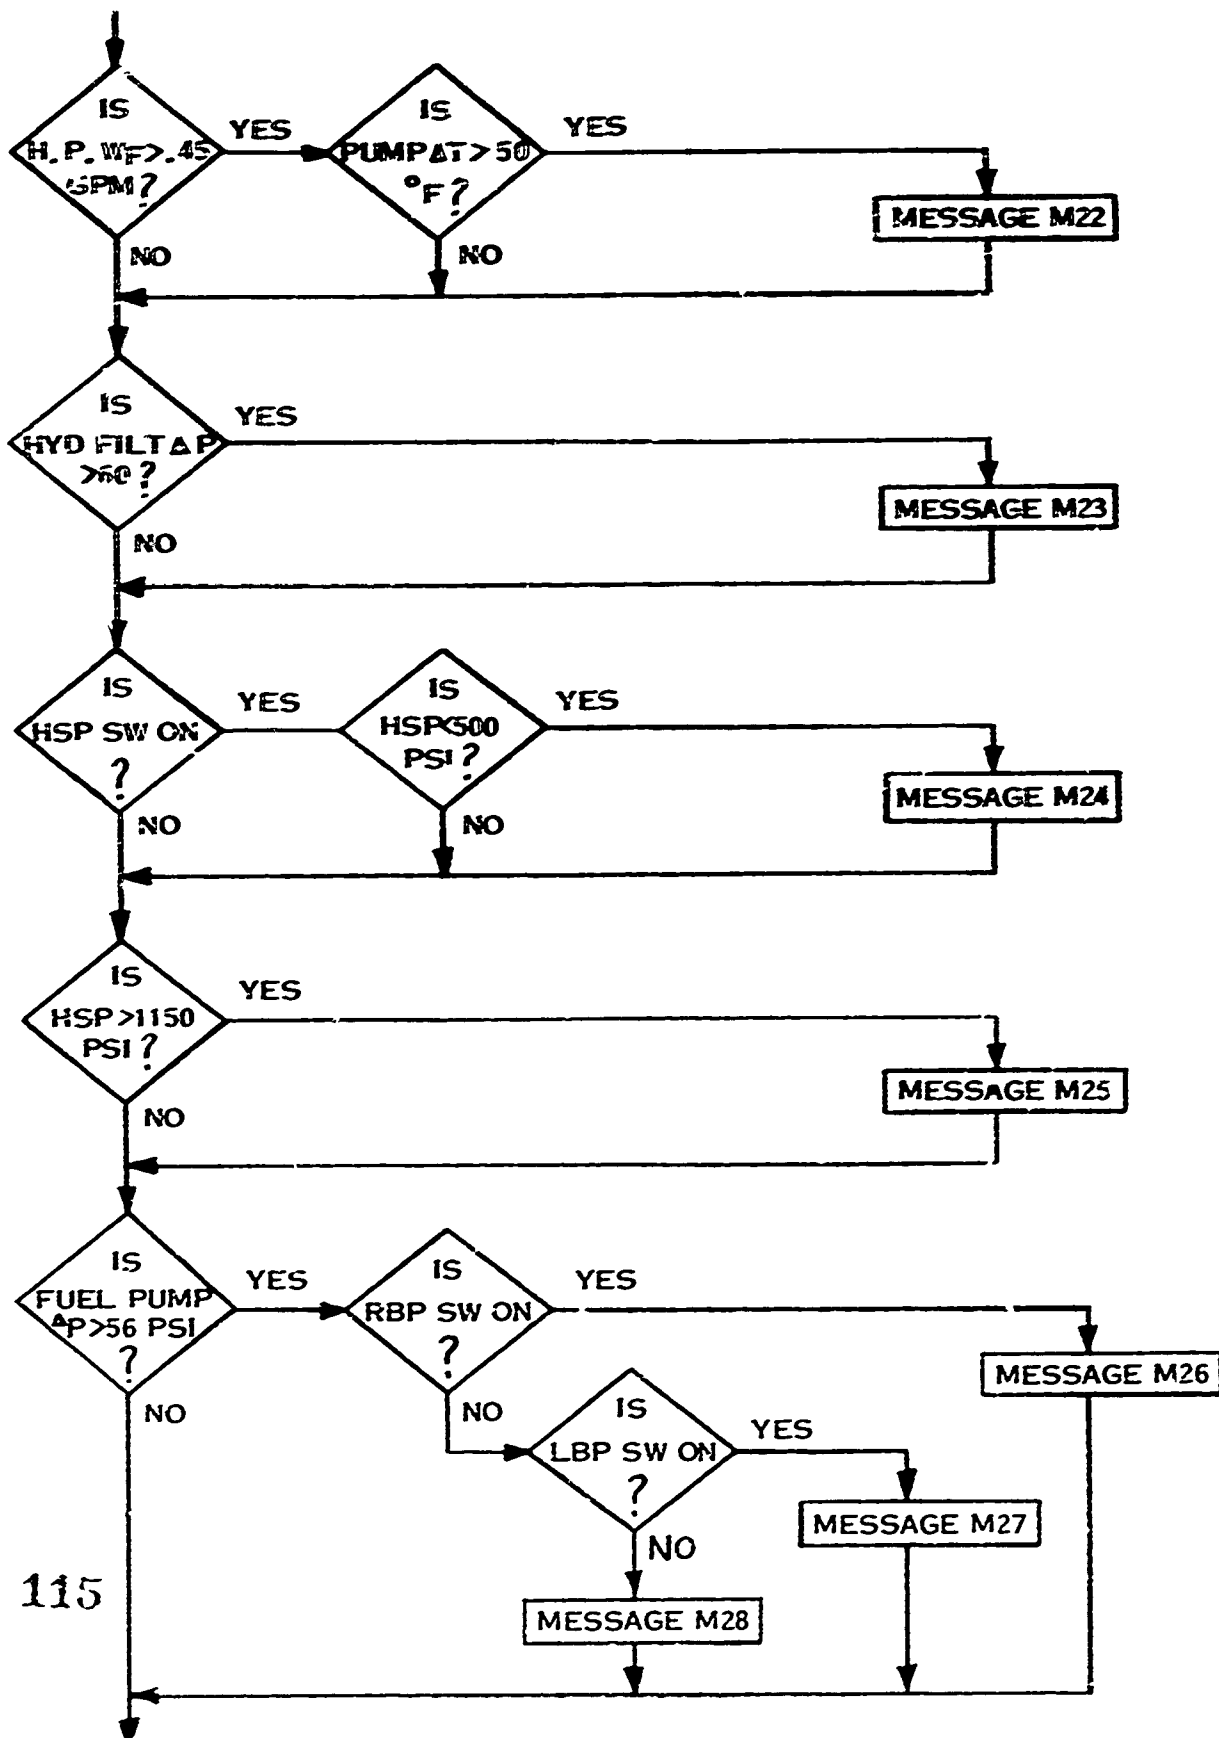 IS
H. P. WF>.45
GPM?
YES
IS
PUMP ΔT > 50
°F?
YES
MESSAGE M22
NO
NO
IS
HYD FILT Δ P
>60?
YES
MESSAGE M23
NO
IS
HSP SW ON
?
YES
IS
HSP<500
PSI?
YES
MESSAGE M24
NO
NO
IS
HSP >1150
PSI?
YES
MESSAGE M25
NO
IS
FUEL PUMP
ΔP>56 PSI
?
YES
IS
RBP SW ON
?
YES
MESSAGE M26
NO
NO
IS
LBP SW ON
?
YES
MESSAGE M27
NO
MESSAGE M28
115